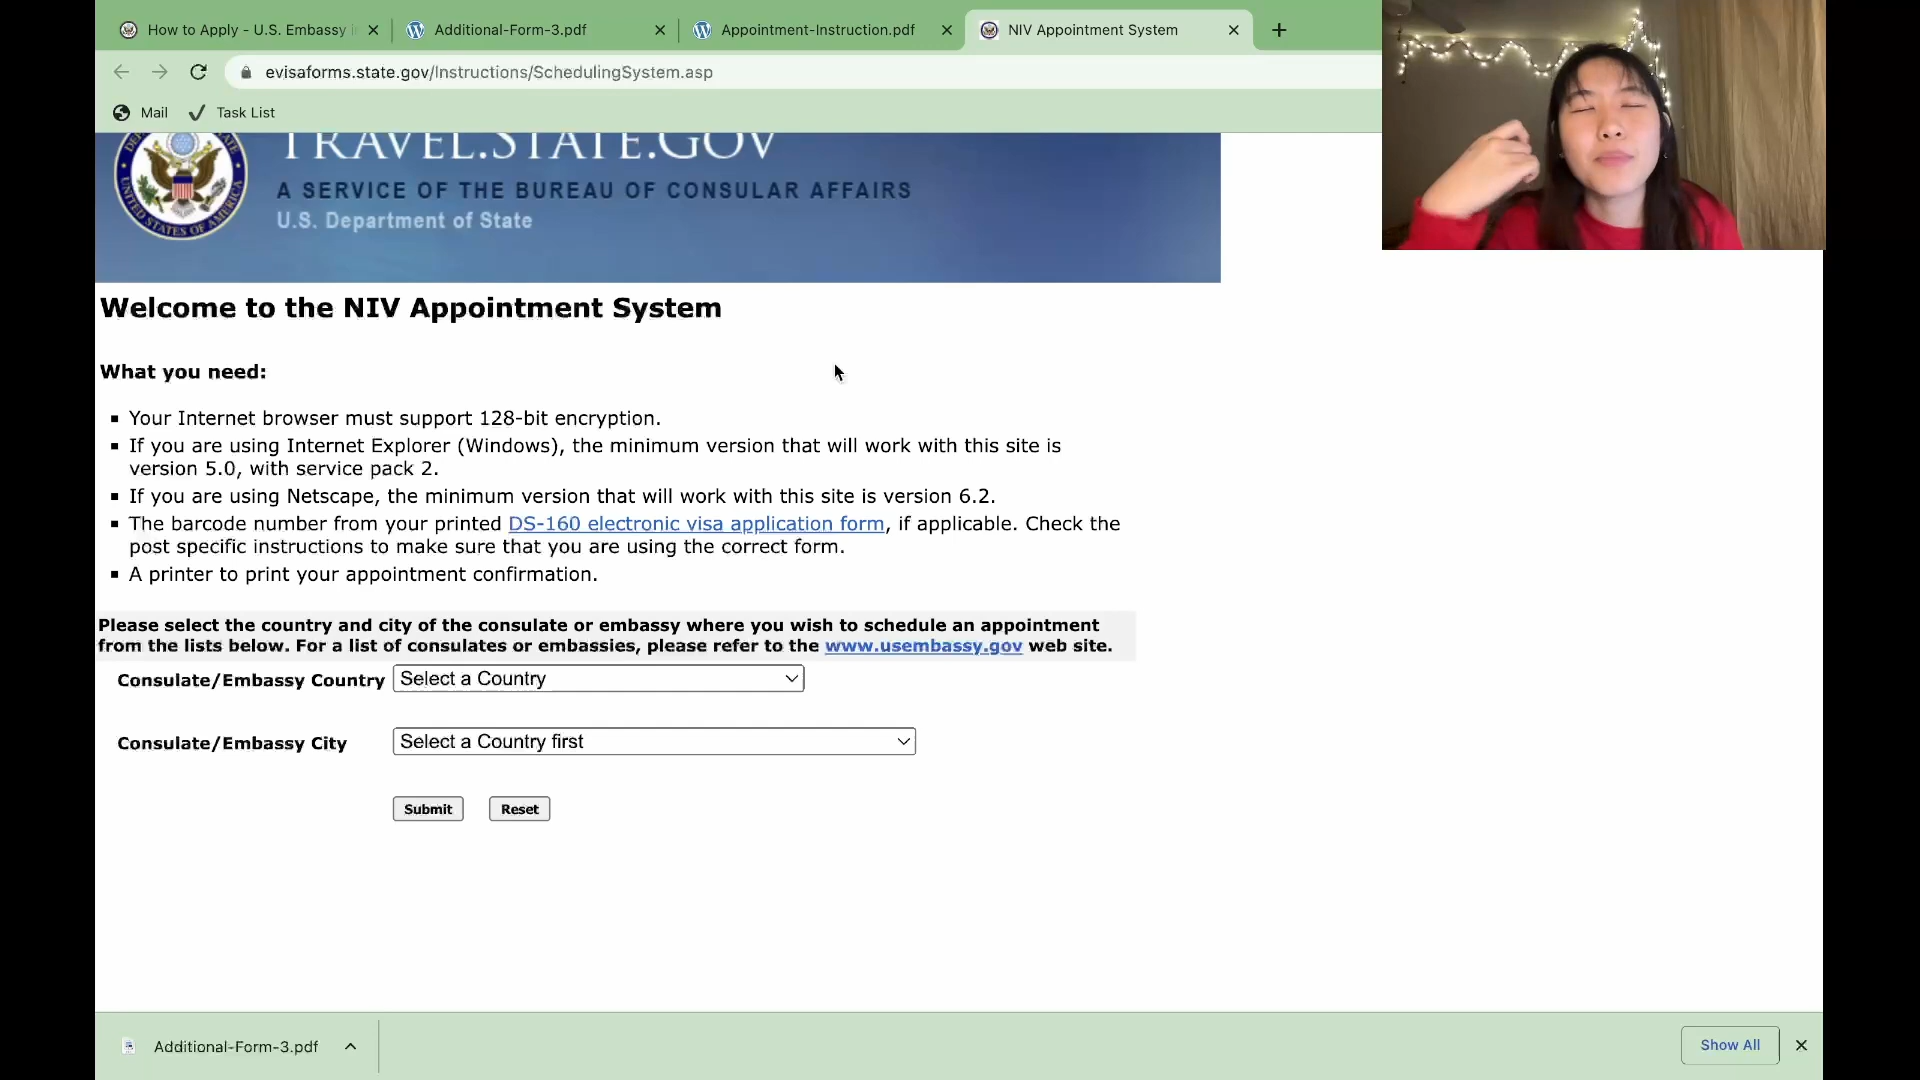 How to Apply - U.S. Embassy
Additional-Form-3.pdf
Appointment-Instruction.pdf
NIV Appointment System
evisaforms.state.gov/Instructions/SchedulingSystem.asp
Mail
Task List
TRAVEL.STATE.GOV
A SERVICE OF THE BUREAU OF CONSULAR AFFAIRS
U.S. Department of State
UNITED STATES OF AMERICA
Welcome to the NIV Appointment System
What you need:
Your Internet browser must support 128-bit encryption.
If you are using Internet Explorer (Windows), the minimum version that will work with this site is
version 5.0, with service pack 2.
If you are using Netscape, the minimum version that will work with this site is version 6.2.
The barcode number from your printed DS-160 electronic visa application form, if applicable. Check the
post specific instructions to make sure that you are using the correct form.
A printer to print your appointment confirmation.
Please select the country and city of the consulate or embassy where you wish to schedule an appointment
from the lists below. For a list of consulates or embassies, please refer to the www.usembassy.gov web site.
Consulate/Embassy Country Select a Country
Consulate/Embassy City Select a Country first
Submit Reset
Additional-Form-3.pdf
Show All